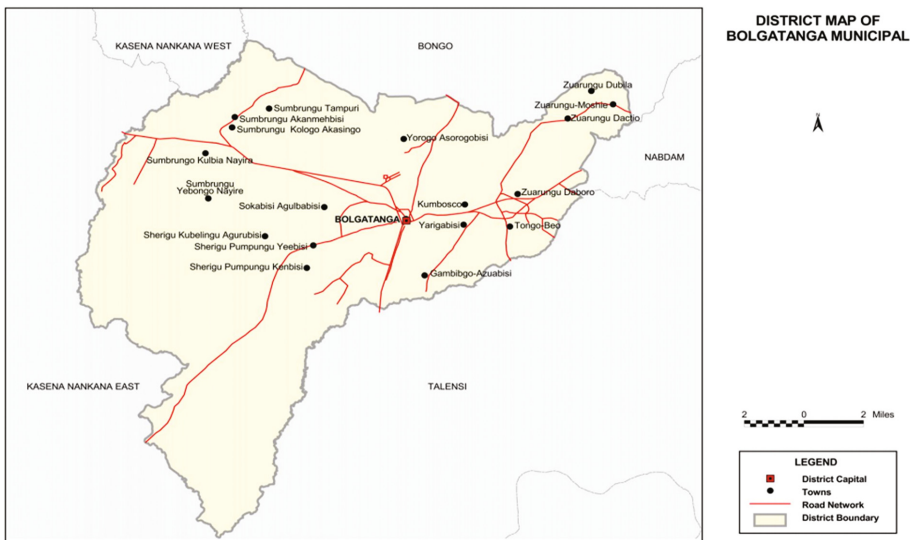 DISTRICT MAP OF
BOLGATANGA MUNICIPAL
KASENA NANKANA WEST
BONGO
Zuarungu Dubila
Zuarungu-Moshie
Zuarungu Dactio
Sumbrungu Tampuri
Sumbrungu Akanmehbisi
Sumbrungu Kologo Akasingo
Yorogo Asorogobisi
N
NABDAM
Sumbrungo Kulbia Nayira
Sumbrungu
Yebongo Nayire
Zuarungu Daboro
Sokabisi Agulbabisi
Kumbosco
BOLGATANGA
Yarigabisi
Tongo-Beo
Sherigu Kubelingu Agurubisi
Sherigu Pumpungu Yeebisi
Sherigu Pumpungu Kenbisi
Gambibgo-Azuabisi
KASENA NANKANA EAST
TALENSI
2 0 2 Miles
LEGEND
District Capital
Towns
Road Network
District Boundary